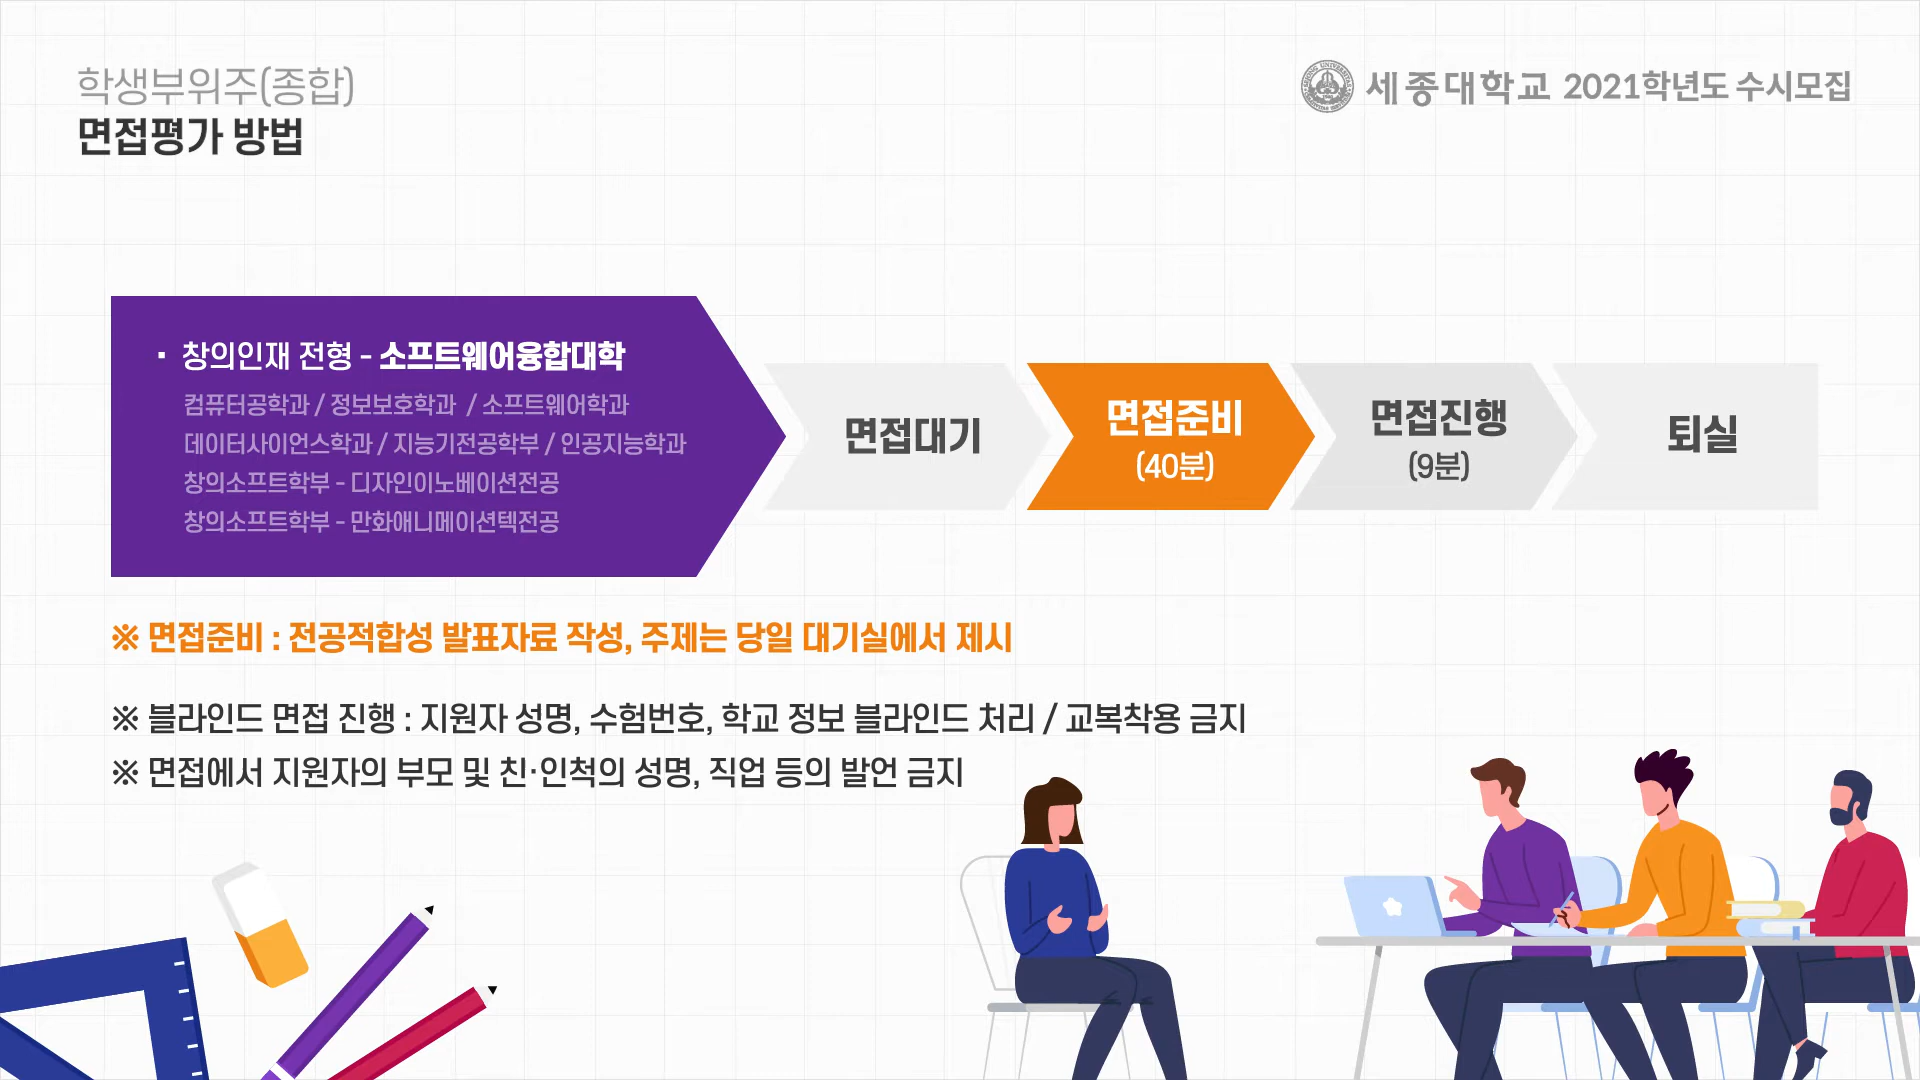 학생부위주(종합)
면접평가 방법
세종대학교 2021학년도 수시모집
· 창의인재 전형 - 소프트웨어융합대학
컴퓨터공학과 / 정보보호학과 / 소프트웨어학과
데이터사이언스학과 / 지능기전공학부 / 인공지능학과
창의소프트학부 - 디자인이노베이션전공
창의소프트학부 - 만화애니메이션텍전공
면접대기
면접준비
(40분)
면접진행
(9분)
퇴실
※ 면접준비 : 전공적합성 발표자료 작성, 주제는 당일 대기실에서 제시
※ 블라인드 면접 진행 : 지원자 성명, 수험번호, 학교 정보 블라인드 처리 / 교복착용 금지
※ 면접에서 지원자의 부모 및 친·인척의 성명, 직업 등의 발언 금지